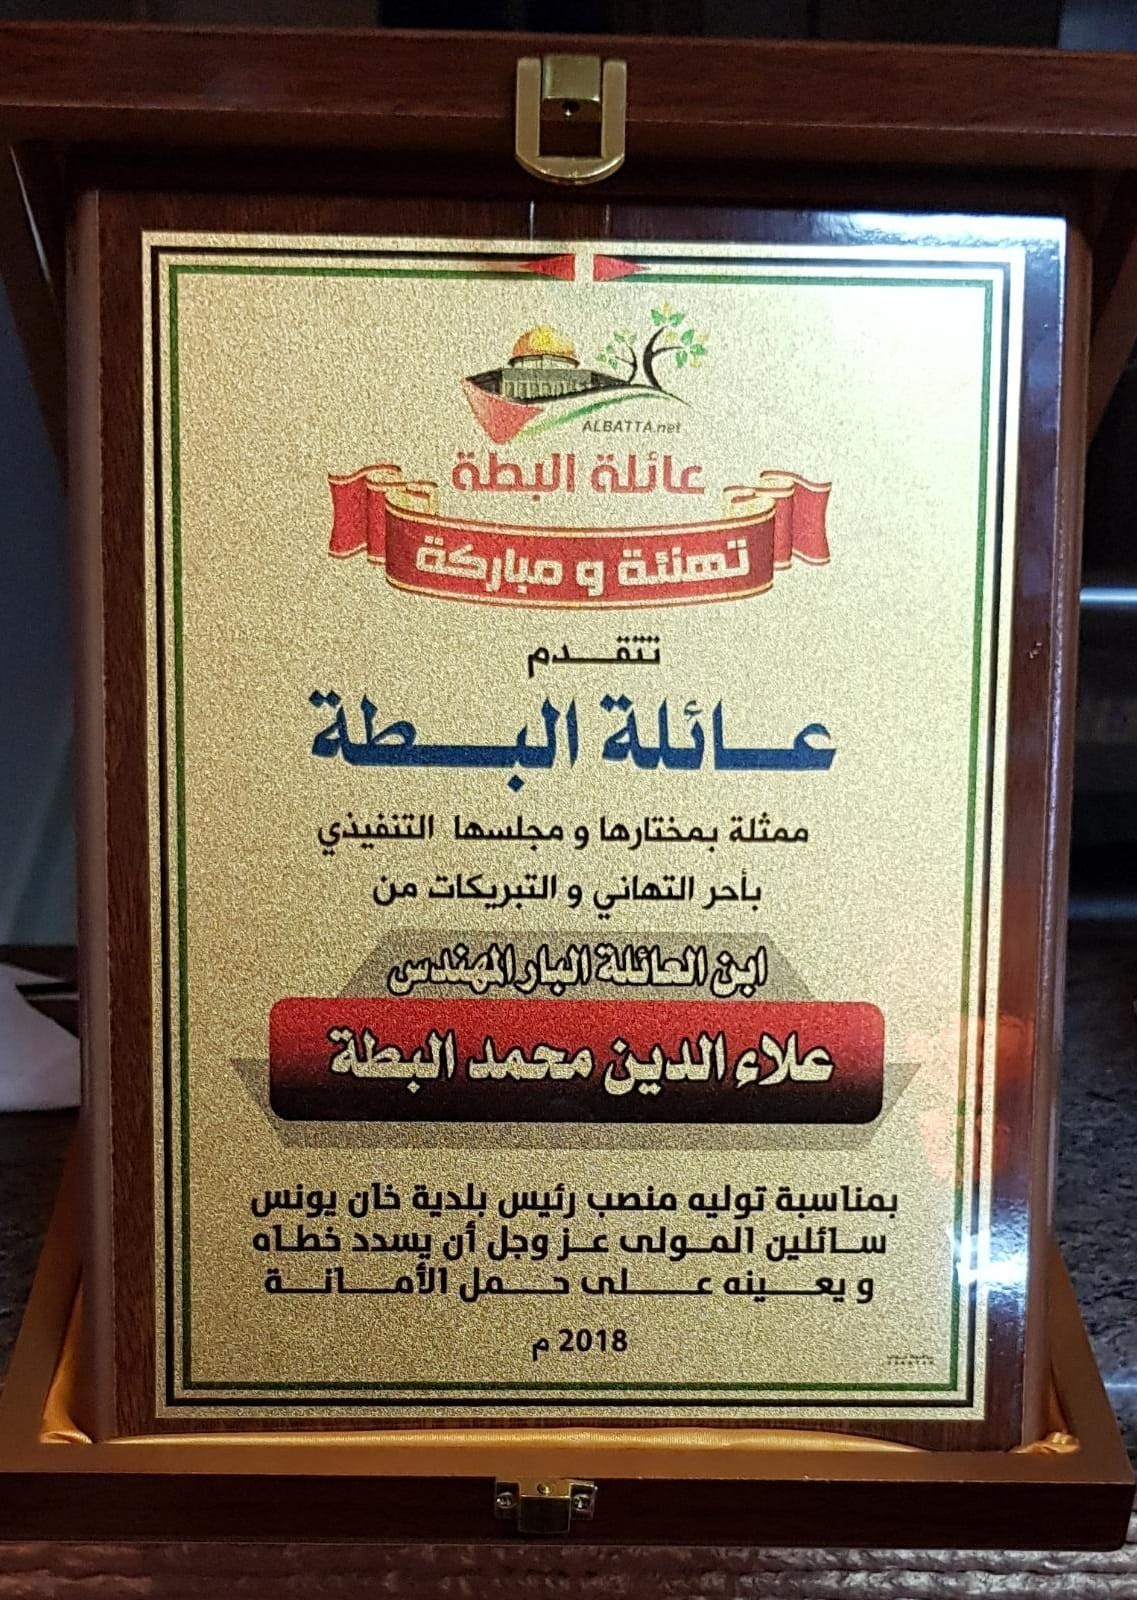 ALBATTA.net
عائلة البطة
تهنئة و مباركة
تتقدم
عائلة البطة
ممثلة بمختارها و مجلسها التنفيذي
بأحر التهاني و التبريكات من
ابن العائلة البار المهندس
علاء الدين محمد البطة
بمناسبة توليه منصب رئيس بلدية خان يونس
سائلين المولى عز وجل أن يسدد خطاه
و يعينه على حمل الأمانة
2018 م